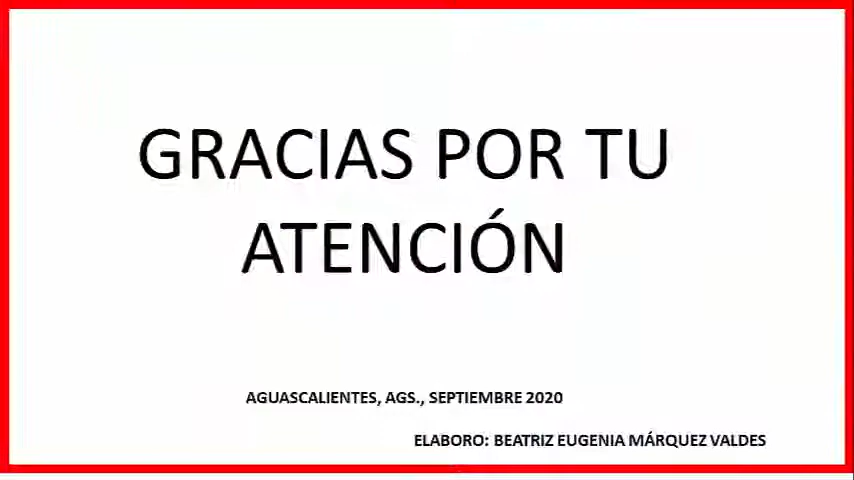 GRACIAS POR TU
ATENCIÓN
AGUASCALIENTES, AGS., SEPTIEMBRE 2020
ELABORO: BEATRIZ EUGENIA MÁRQUEZ VALDES